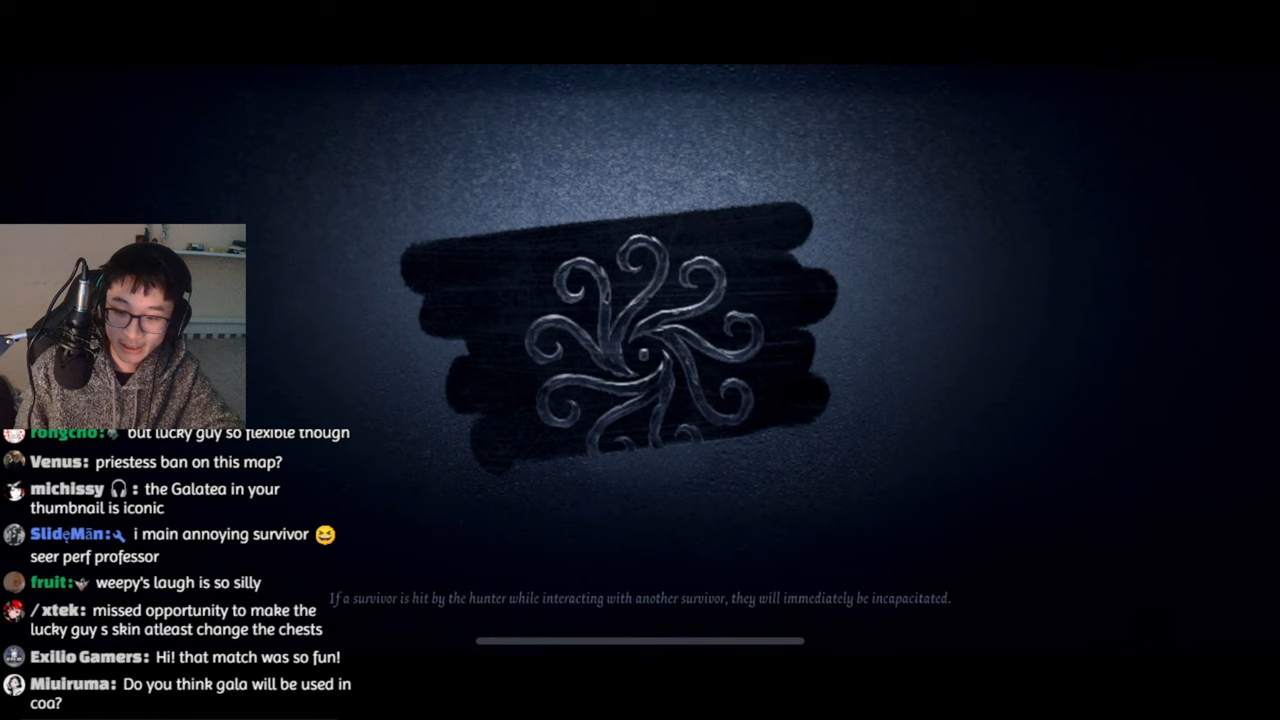 rongcho: but lucky guy so flexible though
Venus: priestess ban on this map?
michissy 🎧 : the Galatea in your
thumbnail is iconic
SlidęMān: i main annoying survivor 😆
seer perf professor
fruit: weepy's laugh is so silly
/ xtek: missed opportunity to make the
lucky guy s skin atleast change the chests
If a survivor is hit by the hunter while interacting with another survivor, they will immediately be incapacitated.
Exilio Gamers: Hi! that match was so fun!
Miuiruma: Do you think gala will be used in
coa?